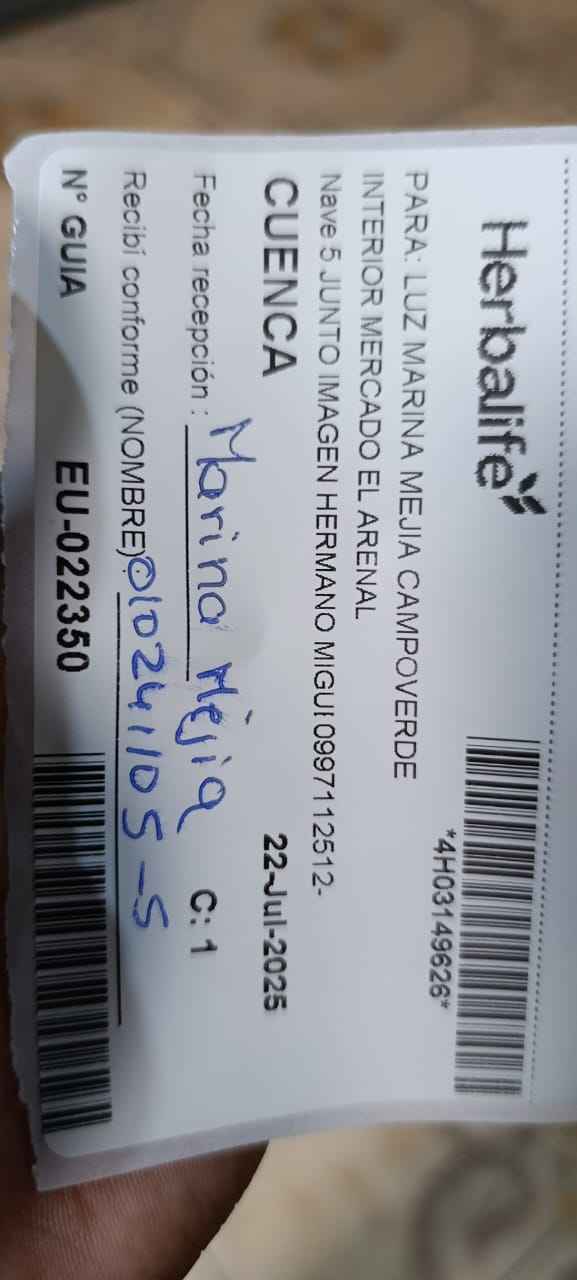 Herbalife
*4H03149626*
PARA: LUZ MARINA MEJIA CAMPOVERDE
INTERIOR MERCADO EL ARENAL
Nave 5 JUNTO IMAGEN HERMANO MIGUI 0997112512-
CUENCA 22-Jul-2025
Fecha recepción : Marina Mejia C: 1
Recibí conforme (NOMBRE): 010241105-5
Nº GUIA EU-022350